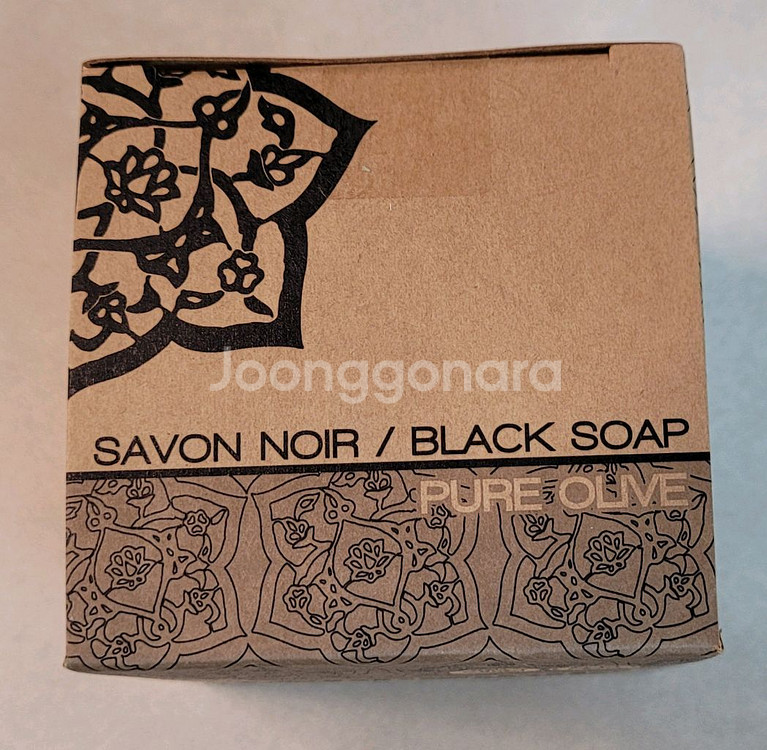 Joonggonara
SAVON NOIR / BLACK SOAP
PURE OLIVE